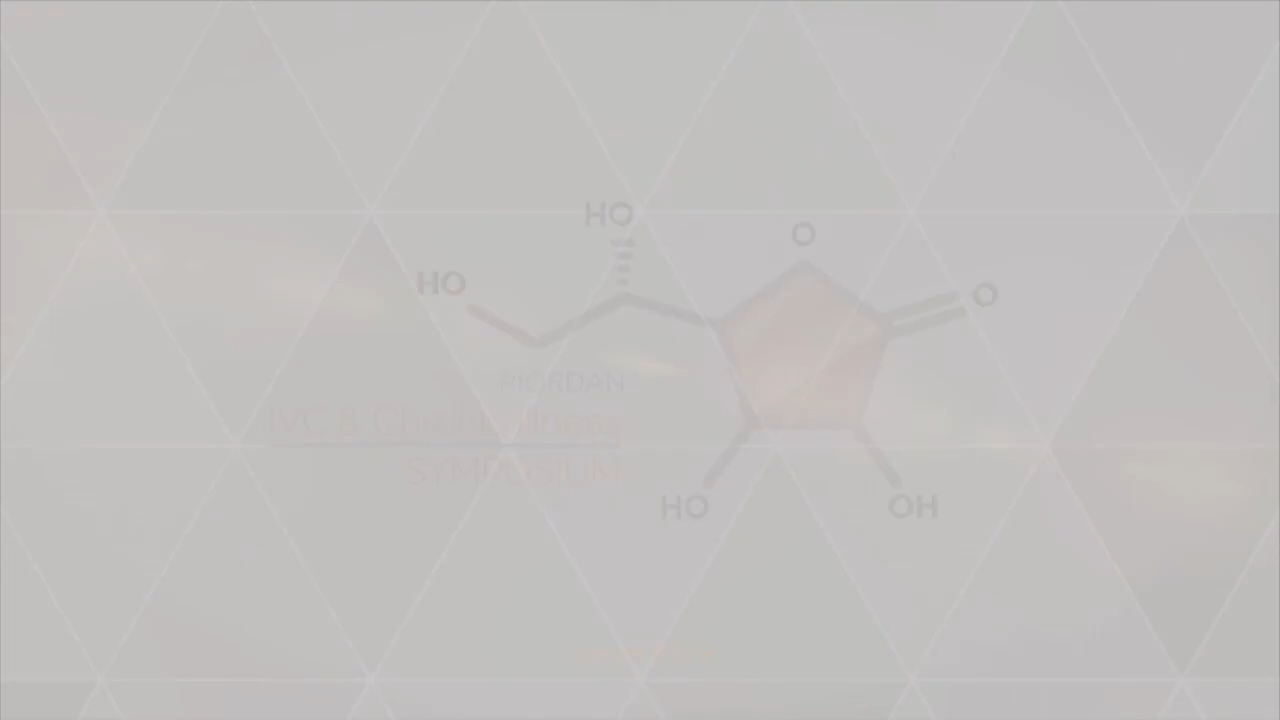 HO
O
HO
O
RIORDAN
IVC & Chronic Illness
SYMPOSIUM
HO
OH